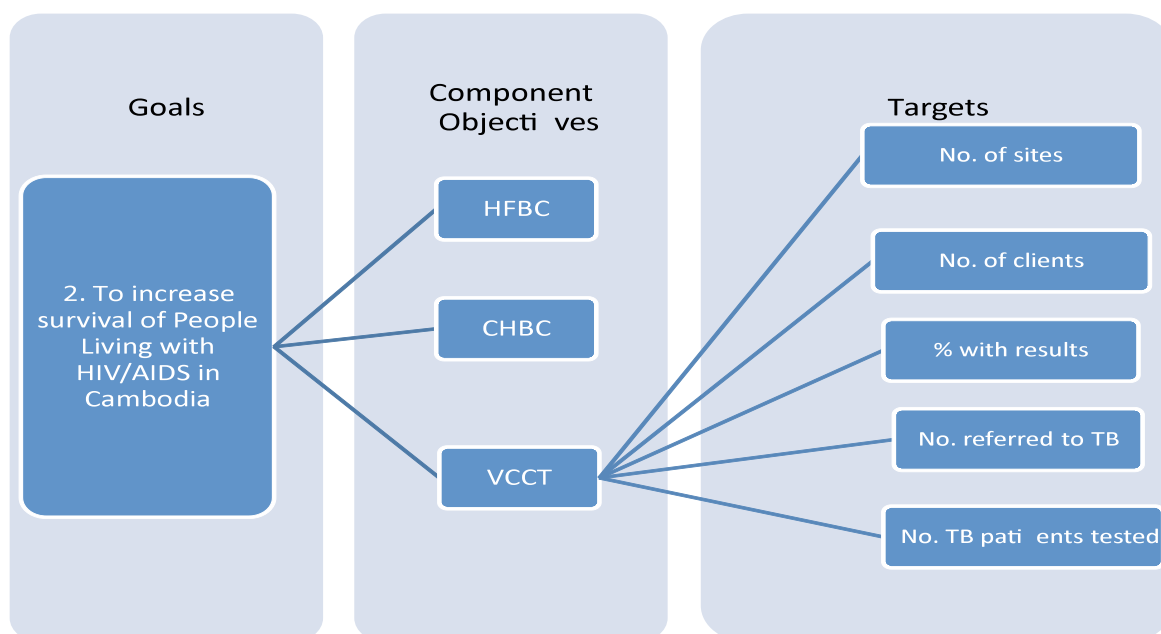 Goals
Component
Objecti ves
Targets
2. To increase
survival of People
Living with
HIV/AIDS in
Cambodia
HFBC
CHBC
VCCT
No. of sites
No. of clients
% with results
No. referred to TB
No. TB pati ents tested